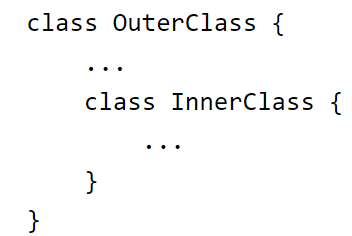 class OuterClass {
    ...
    class InnerClass {
        ...
    }
}